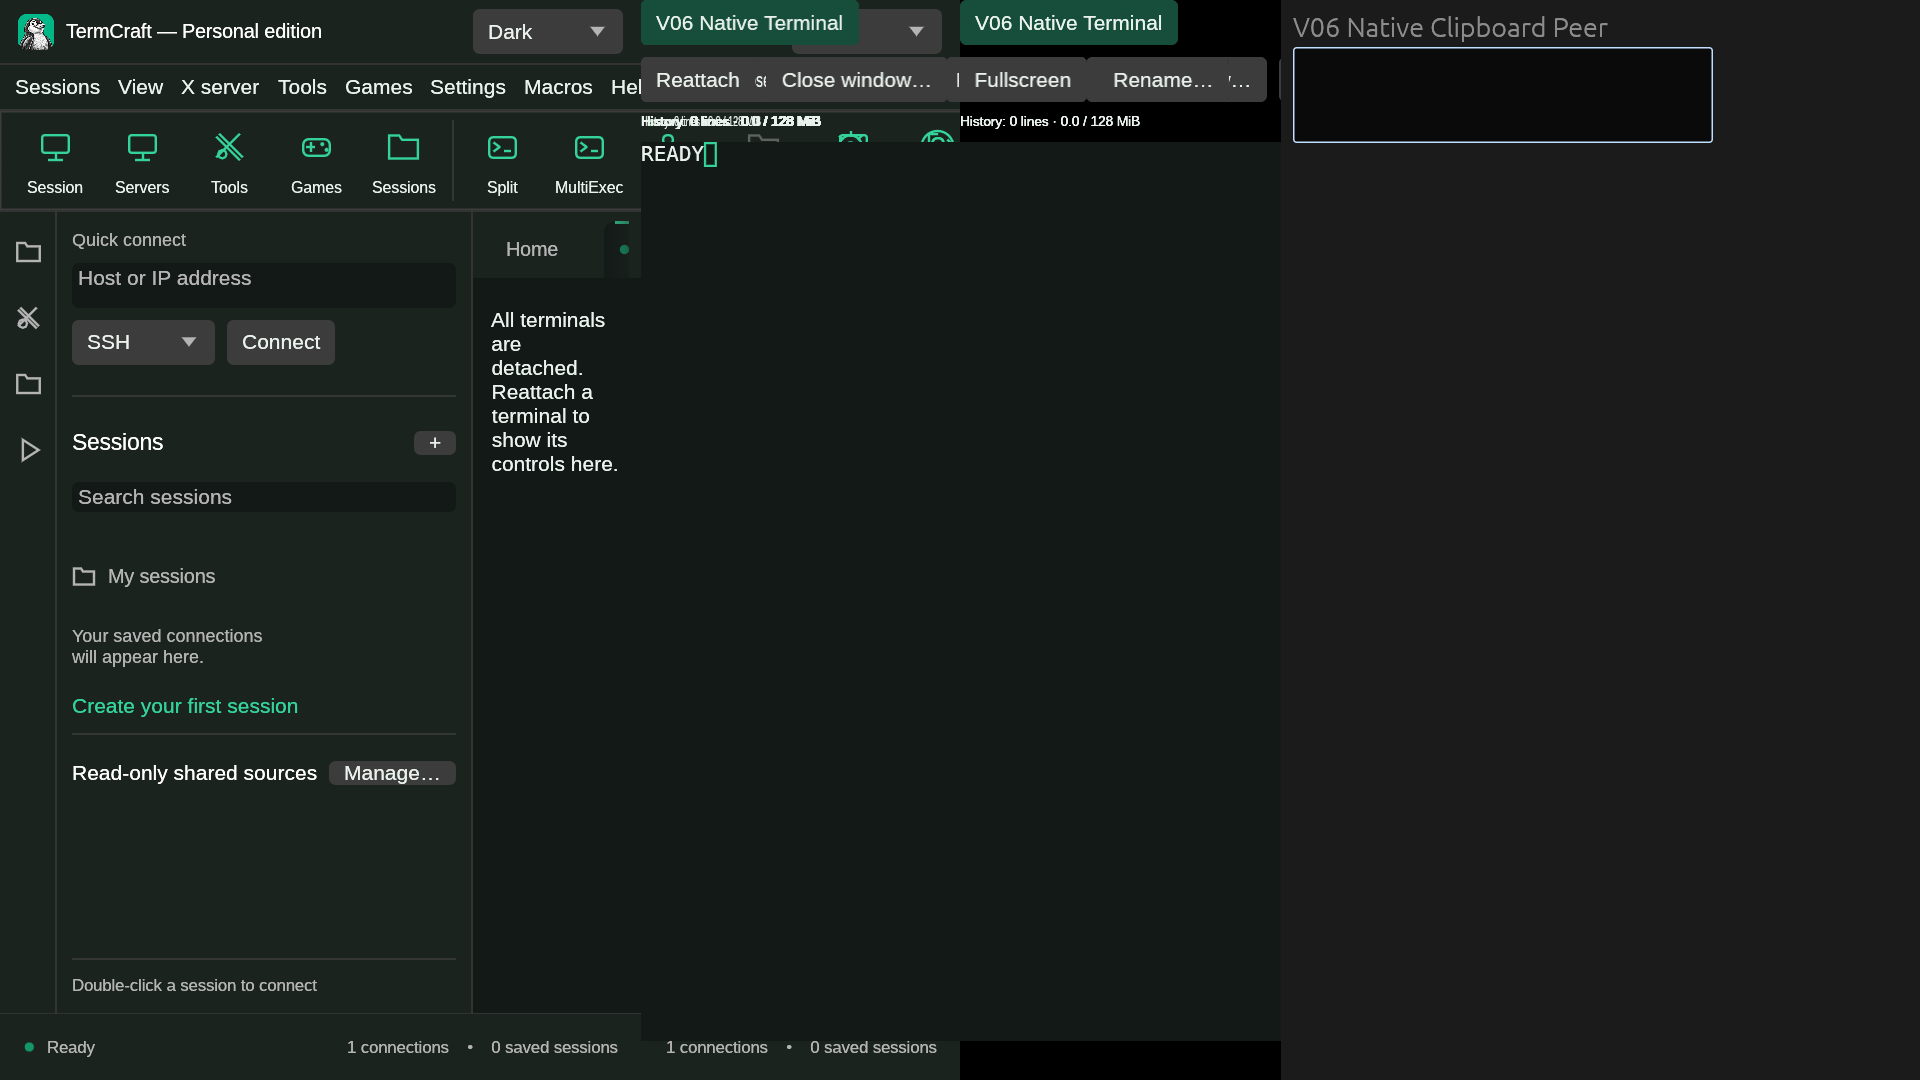 TermCraft — Personal edition
Dark
V06 Native Terminal
V06 Native Terminal
V06 Native Clipboard Peer
Sessions View X server Tools Games Settings Macros
Reattach Close window… Fullscreen Rename…
History: 0 lines · 0.0 / 128 MiB
READY
Session Servers Tools Games Sessions Split MultiExec
Quick connect
Home
Host or IP address
SSH Connect
All terminals
are
detached.
Reattach a
terminal to
show its
controls here.
Sessions +
Search sessions
My sessions
Your saved connections
will appear here.
Create your first session
Read-only shared sources Manage…
Double-click a session to connect
Ready 1 connections • 0 saved sessions 1 connections • 0 saved sessions